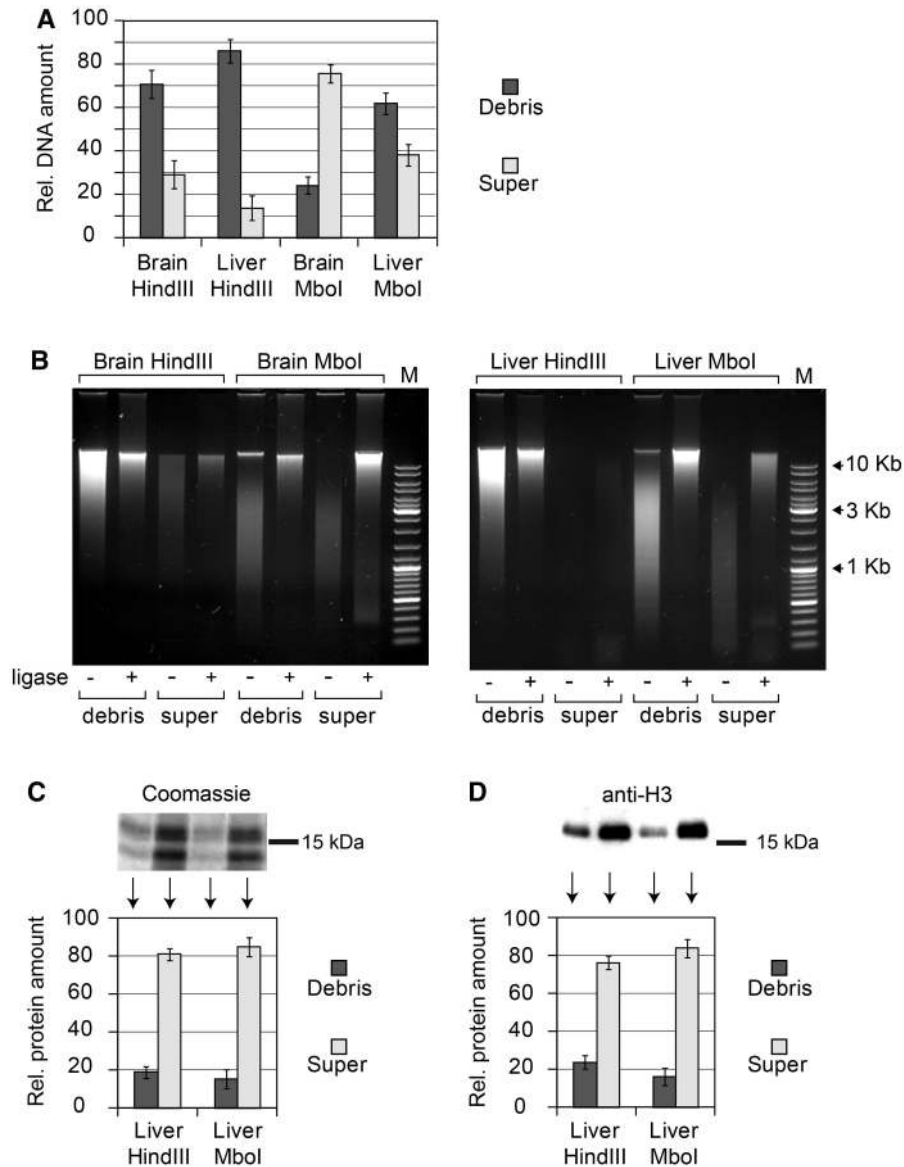 A
100
80
60
40
20
0
Rel. DNA amount
Brain HindIII
Liver HindIII
Brain MboI
Liver MboI
Debris
Super
B
Brain HindIII
Brain MboI
M
Liver HindIII
Liver MboI
M
10 Kb
3 Kb
1 Kb
ligase
- + - + - + - +
- + - + - + - +
debris super debris super
debris super debris super
C
Coomassie
15 kDa
100
80
60
40
20
0
Rel. protein amount
Liver HindIII
Liver MboI
Debris
Super
D
anti-H3
15 kDa
100
80
60
40
20
0
Rel. protein amount
Liver HindIII
Liver MboI
Debris
Super